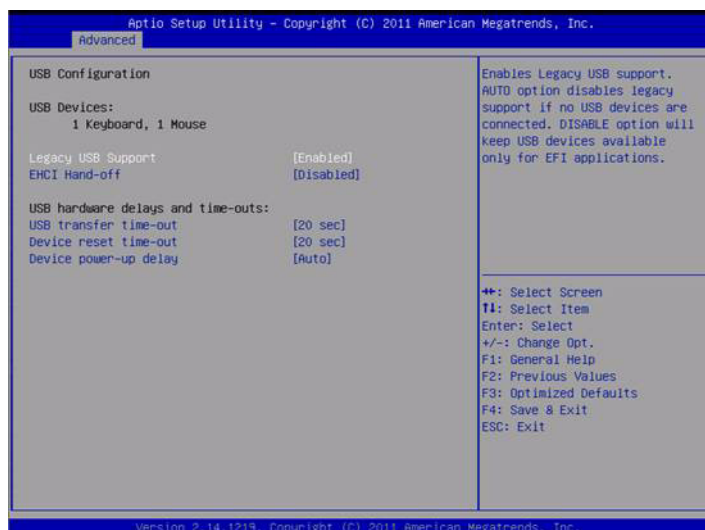 Aptio Setup Utility – Copyright (C) 2011 American Megatrends, Inc.
Advanced
USB Configuration
USB Devices:
1 Keyboard, 1 Mouse
Legacy USB Support [Enabled]
EHCI Hand-off [Disabled]
USB hardware delays and time-outs:
USB transfer time-out [20 sec]
Device reset time-out [20 sec]
Device power-up delay [Auto]
Enables Legacy USB support.
AUTO option disables legacy
support if no USB devices are
connected. DISABLE option will
keep USB devices available
only for EFI applications.
→←: Select Screen
↑↓: Select Item
Enter: Select
+/-: Change Opt.
F1: General Help
F2: Previous Values
F3: Optimized Defaults
F4: Save & Exit
ESC: Exit
Version 2.14.1219. Copyright (C) 2011 American Megatrends, Inc.